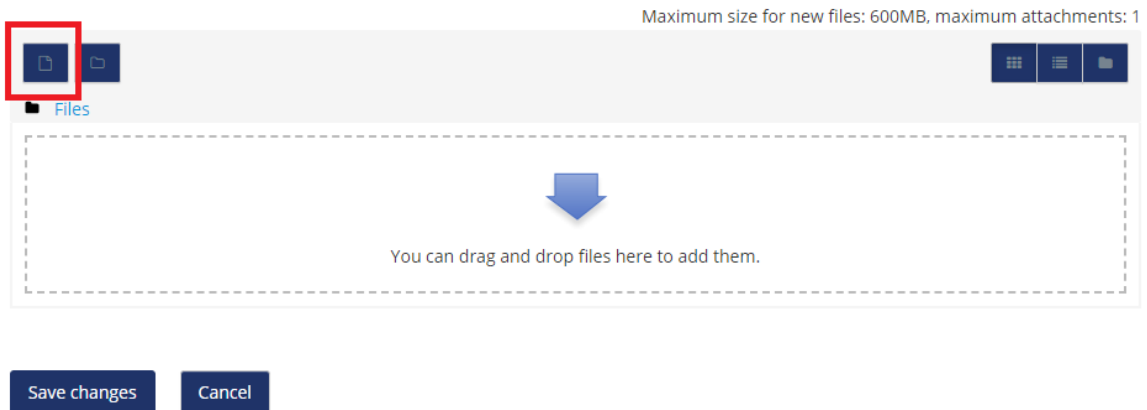 Maximum size for new files: 600MB, maximum attachments: 1
Files
You can drag and drop files here to add them.
Save changes Cancel